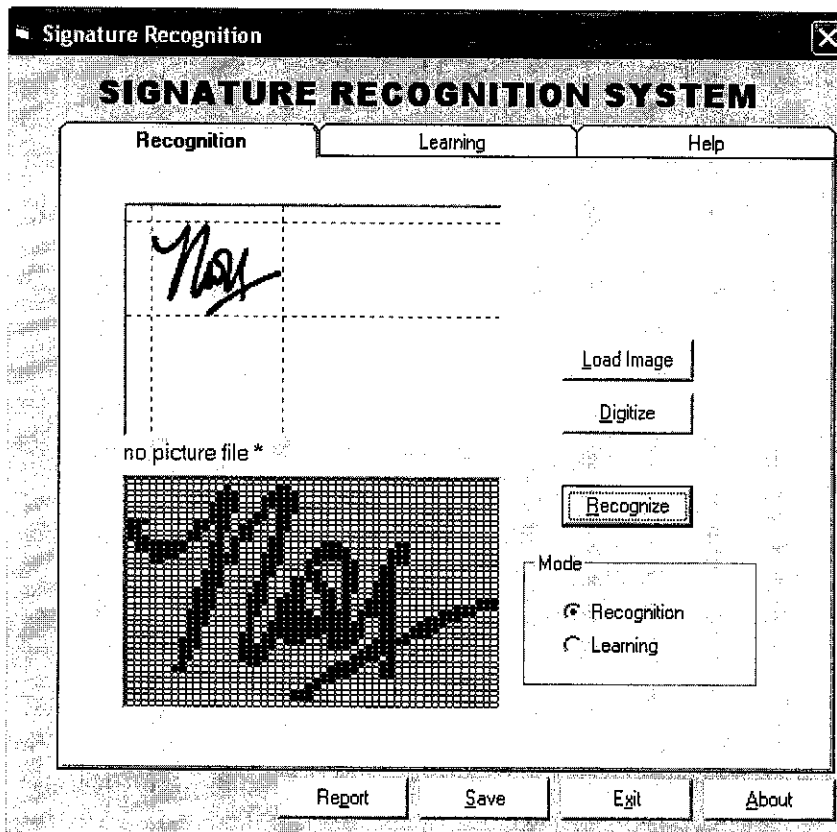 Signature Recognition
SIGNATURE RECOGNITION SYSTEM
Recognition
Learning
Help
Load Image
Digitize
no picture file *
Recognize
Mode
Recognition
Learning
Report
Save
Exit
About